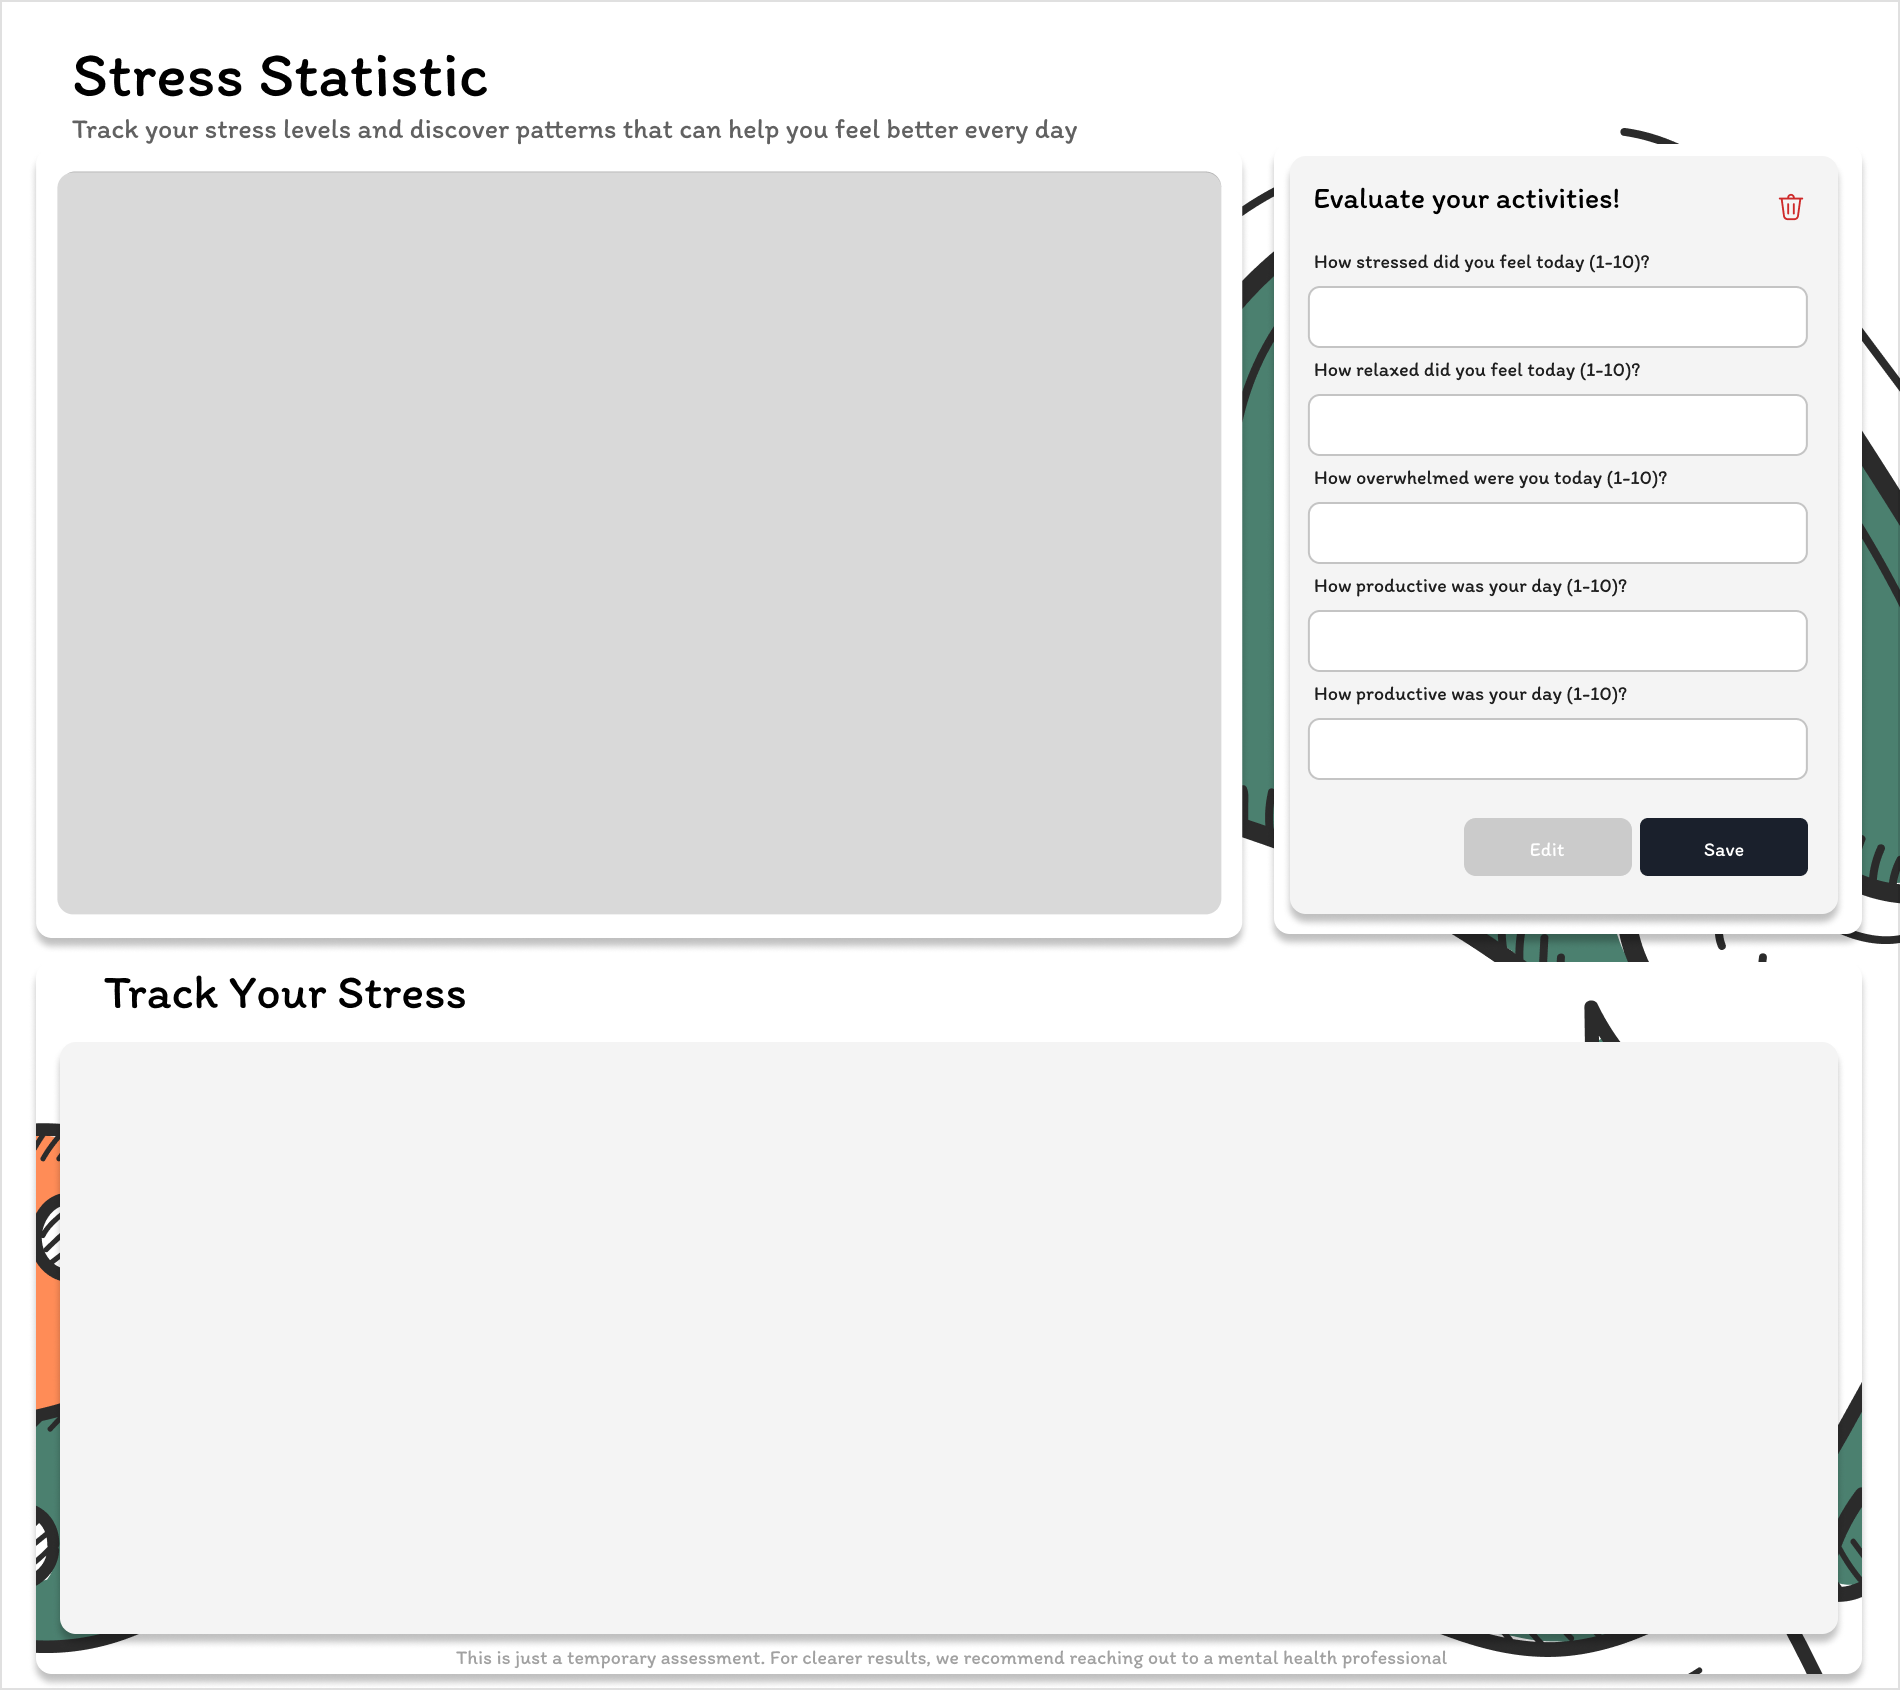 Stress Statistic
Track your stress levels and discover patterns that can help you feel better every day
Evaluate your activities!
How stressed did you feel today (1-10)?
How relaxed did you feel today (1-10)?
How overwhelmed were you today (1-10)?
How productive was your day (1-10)?
How productive was your day (1-10)?
Edit
Save
Track Your Stress
This is just a temporary assessment. For clearer results, we recommend reaching out to a mental health professional